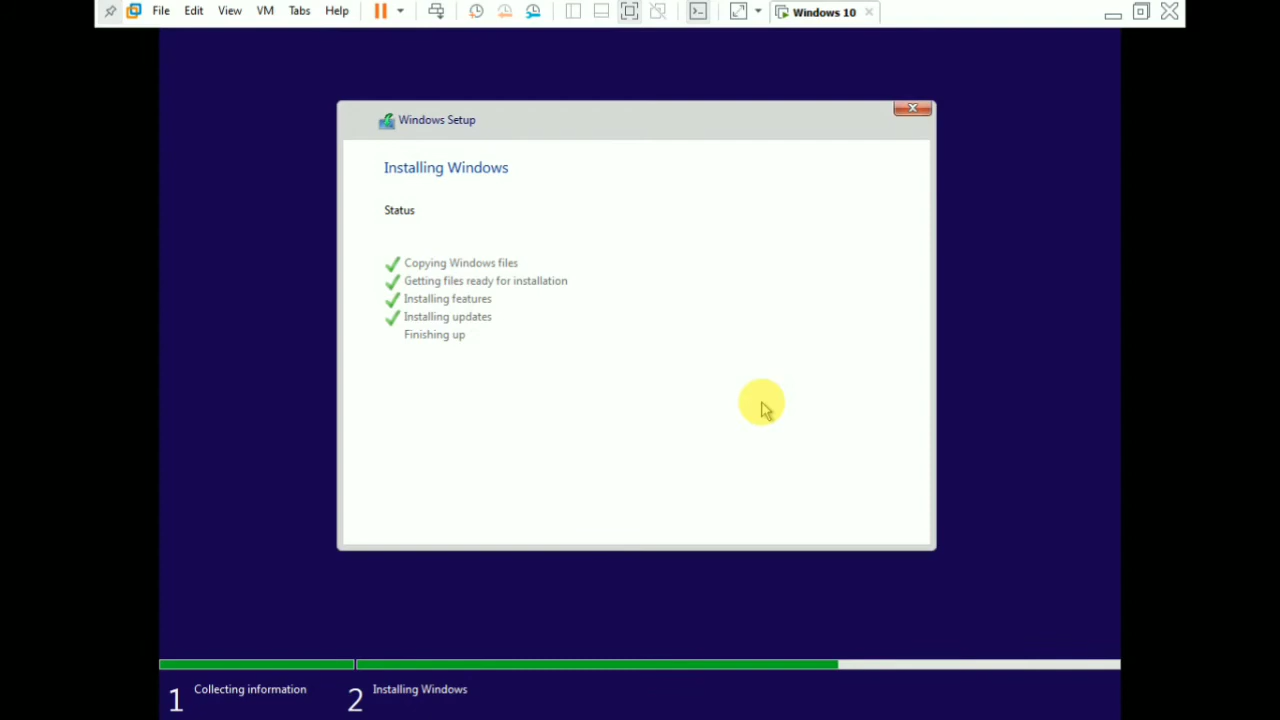 File Edit View VM Tabs Help Windows 10
Windows Setup
Installing Windows
Status
Copying Windows files
Getting files ready for installation
Installing features
Installing updates
Finishing up
1 Collecting information 2 Installing Windows